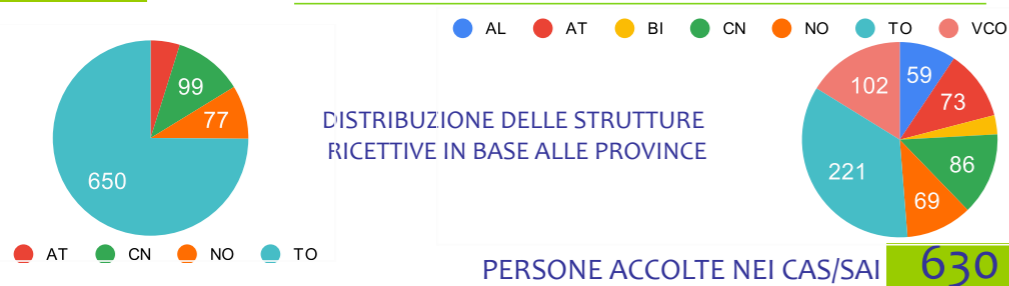 AL AT BI CN NO TO VCO
99
77
650
AT CN NO TO
DISTRIBUZIONE DELLE STRUTTURE
RICETTIVE IN BASE ALLE PROVINCE
102 59
73
86
221
69
PERSONE ACCOLTE NEI CAS/SAI 630